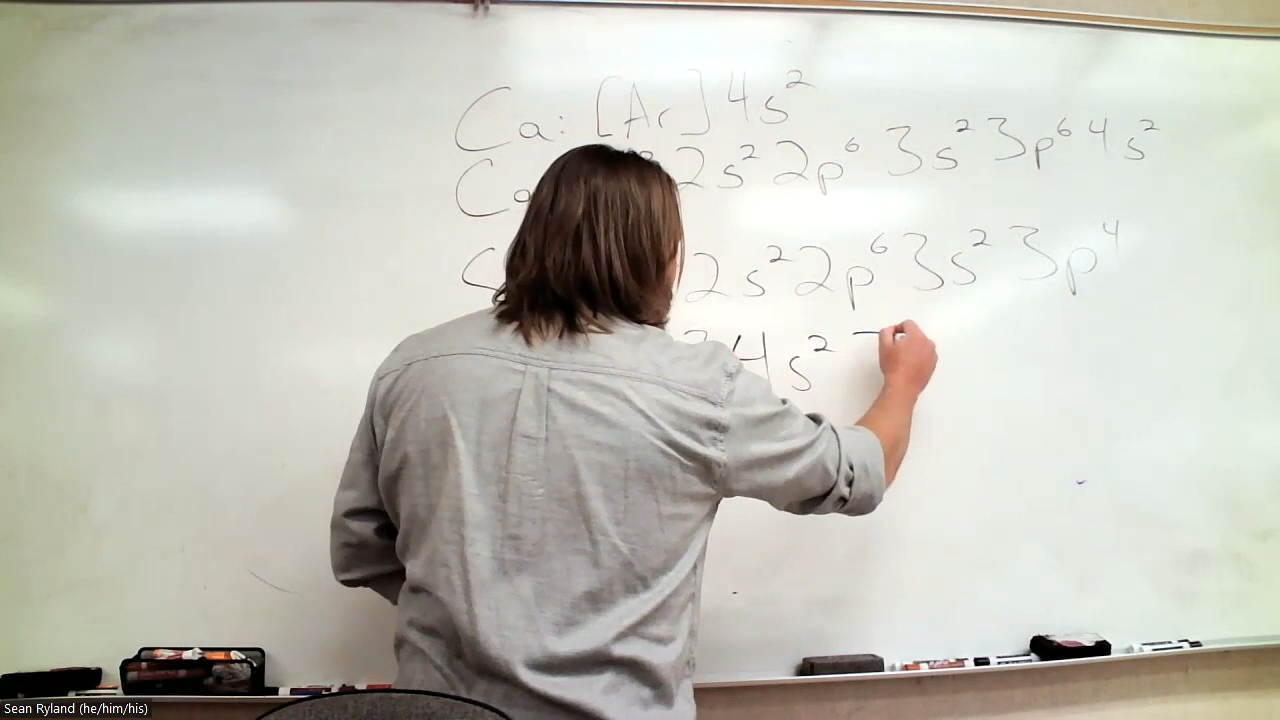 Ca: [Ar] 4s²
Ca 2s² 2p⁶ 3s² 3p⁶ 4s²
S 2s² 2p⁶ 3s² 3p⁴
4s²
Sean Ryland (he/him/his)